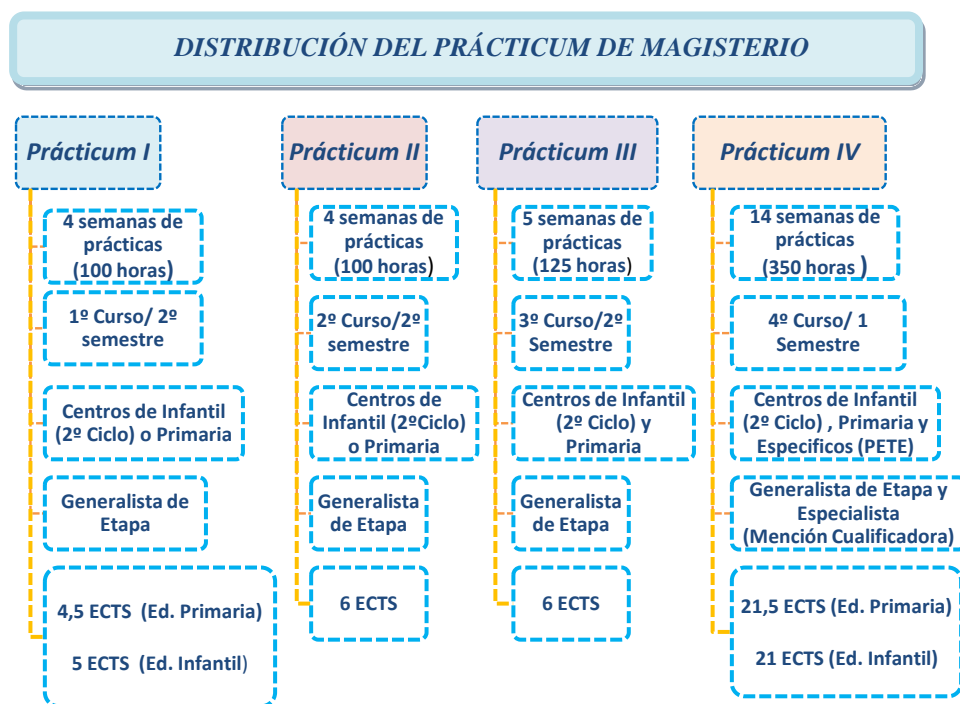 DISTRIBUCIÓN DEL PRÁCTICUM DE MAGISTERIO
Prácticum I
4 semanas de
prácticas
(100 horas)
1º Curso/ 2º
semestre
Centros de Infantil
(2º Ciclo) o Primaria
Generalista de
Etapa
4,5 ECTS (Ed. Primaria)
5 ECTS (Ed. Infantil)
Prácticum II
4 semanas de
prácticas
(100 horas)
2º Curso/2º
semestre
Centros de
Infantil (2ºCiclo)
o Primaria
Generalista
de Etapa
6 ECTS
Prácticum III
5 semanas de
prácticas
(125 horas)
3º Curso/2º
Semestre
Centros de Infantil
(2º Ciclo) y
Primaria
Generalista
de Etapa
6 ECTS
Prácticum IV
14 semanas de
prácticas
(350 horas )
4º Curso/ 1
Semestre
Centros de Infantil
(2º Ciclo) , Primaria y
Especificos (PETE)
Generalista de Etapa y
Especialista
(Mención Cualificadora)
21,5 ECTS (Ed. Primaria)
21 ECTS (Ed. Infantil)